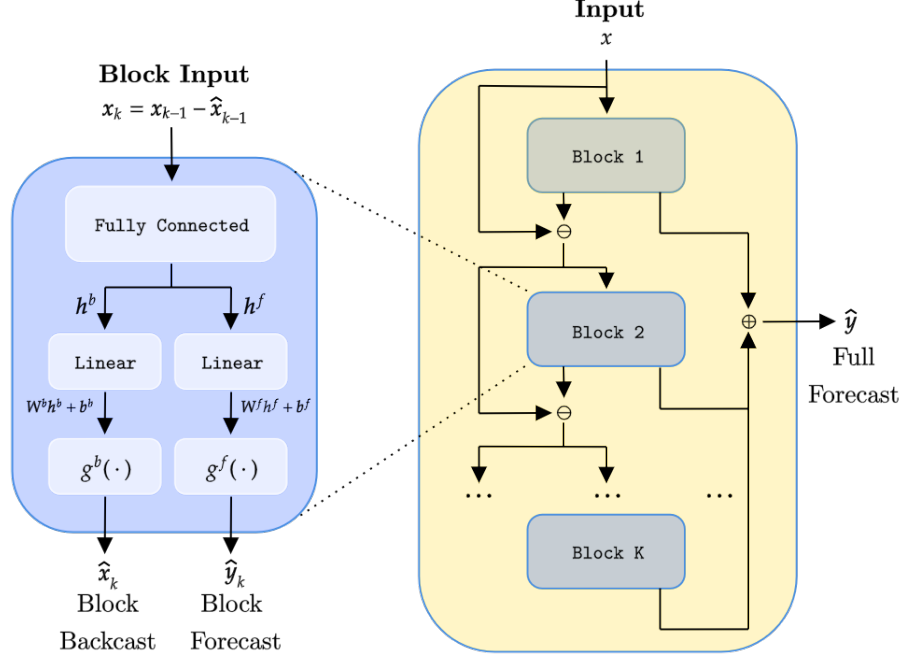 Block Input
x_k = x_{k-1} − x̂_{k-1}
Fully Connected
h^b
h^f
Linear
Linear
W^b h^b + b^b
W^f h^f + b^f
g^b(·)
g^f(·)
x̂_k
ŷ_k
Block
Backcast
Block
Forecast
Input
x
Block 1
⊖
Block 2
⊕
ŷ
Full
Forecast
⊖
... ... ...
Block K